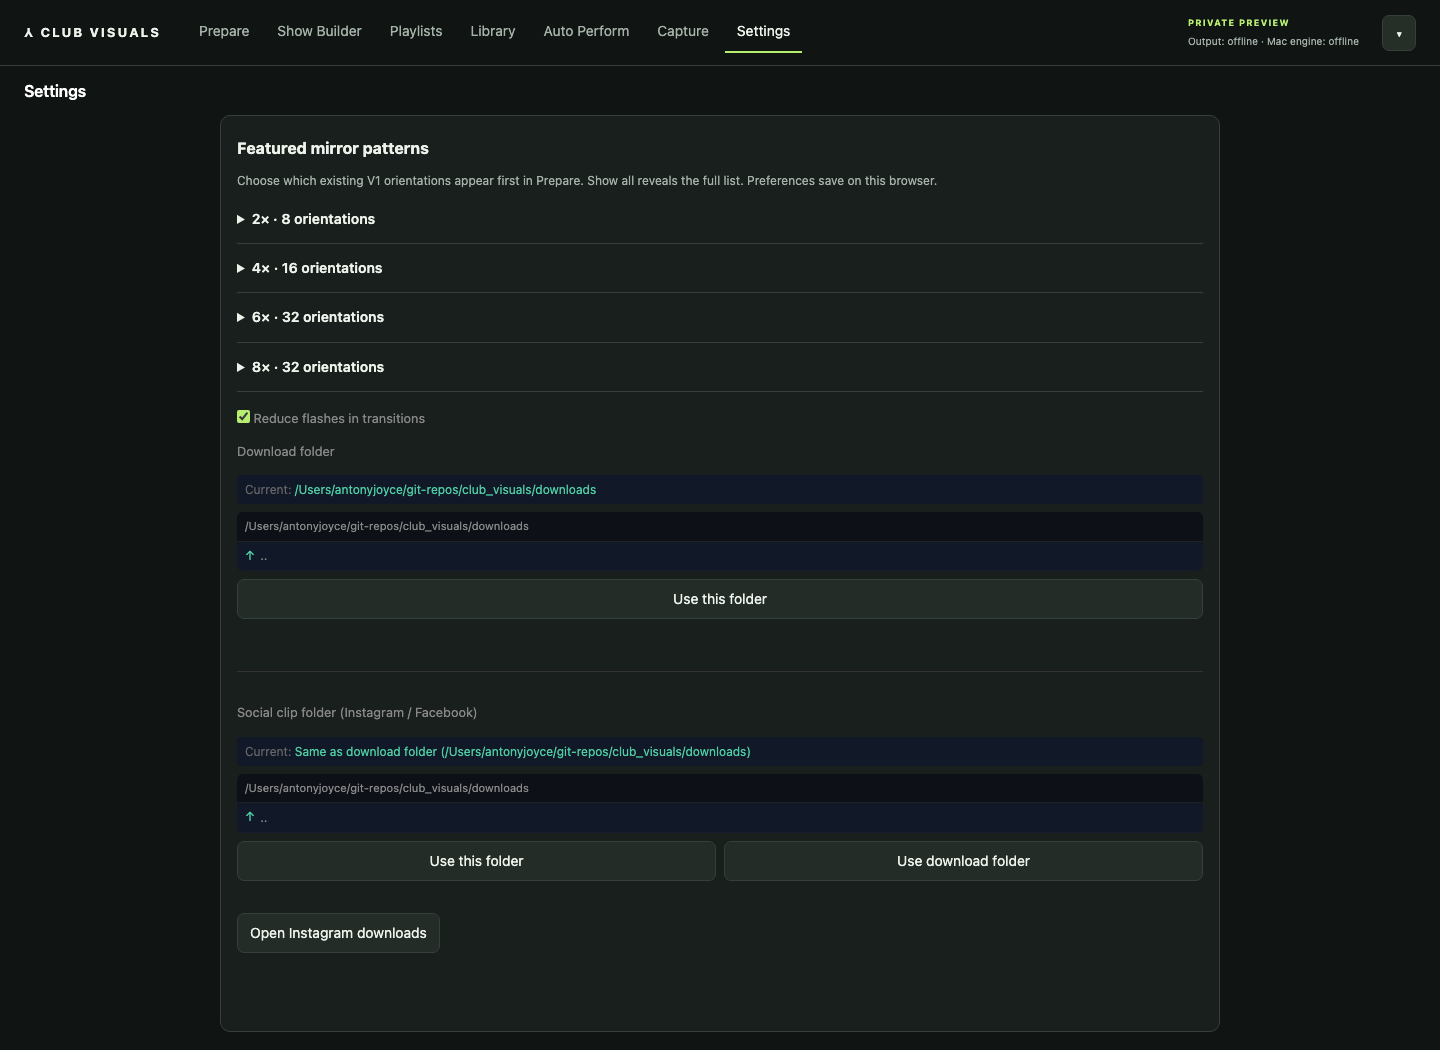 ⅄ CLUB VISUALS
Prepare
Show Builder
Playlists
Library
Auto Perform
Capture
Settings
PRIVATE PREVIEW
Output: offline · Mac engine: offline
Settings
Featured mirror patterns
Choose which existing V1 orientations appear first in Prepare. Show all reveals the full list. Preferences save on this browser.
2× · 8 orientations
4× · 16 orientations
6× · 32 orientations
8× · 32 orientations
Reduce flashes in transitions
Download folder
Current: /Users/antonyjoyce/git-repos/club_visuals/downloads
/Users/antonyjoyce/git-repos/club_visuals/downloads
↑ ..
Use this folder
Social clip folder (Instagram / Facebook)
Current: Same as download folder (/Users/antonyjoyce/git-repos/club_visuals/downloads)
/Users/antonyjoyce/git-repos/club_visuals/downloads
↑ ..
Use this folder
Use download folder
Open Instagram downloads